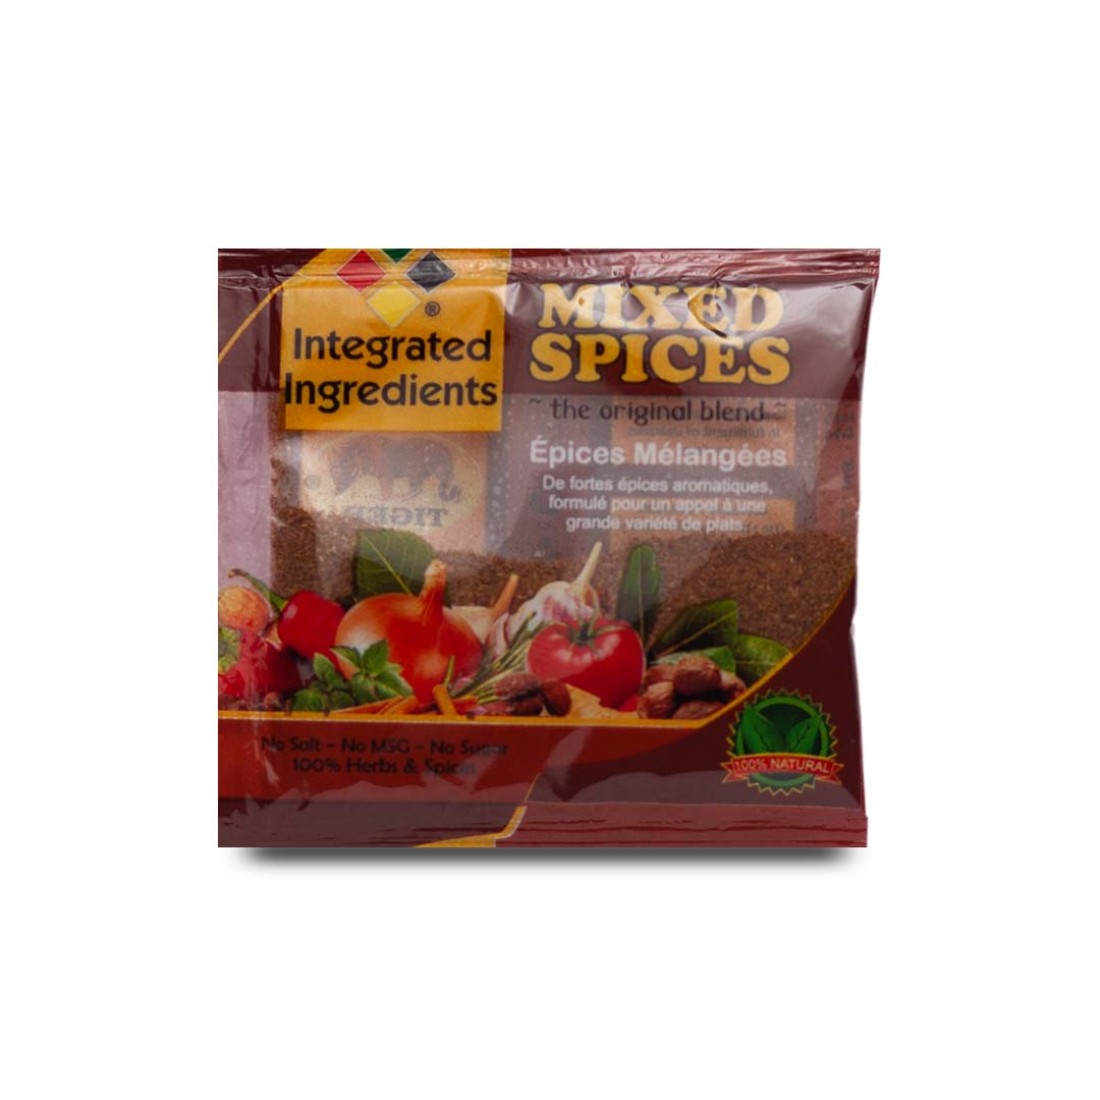 ®
Integrated
Ingredients
MIXED
SPICES
~ the original blend ~
Épices Mélangées
De fortes épices aromatiques,
formulé pour un appel à une
grande variété de plats.
TIGER
No Salt - No MSG - No Sugar
100% Herbs & Spices
100% NATURAL